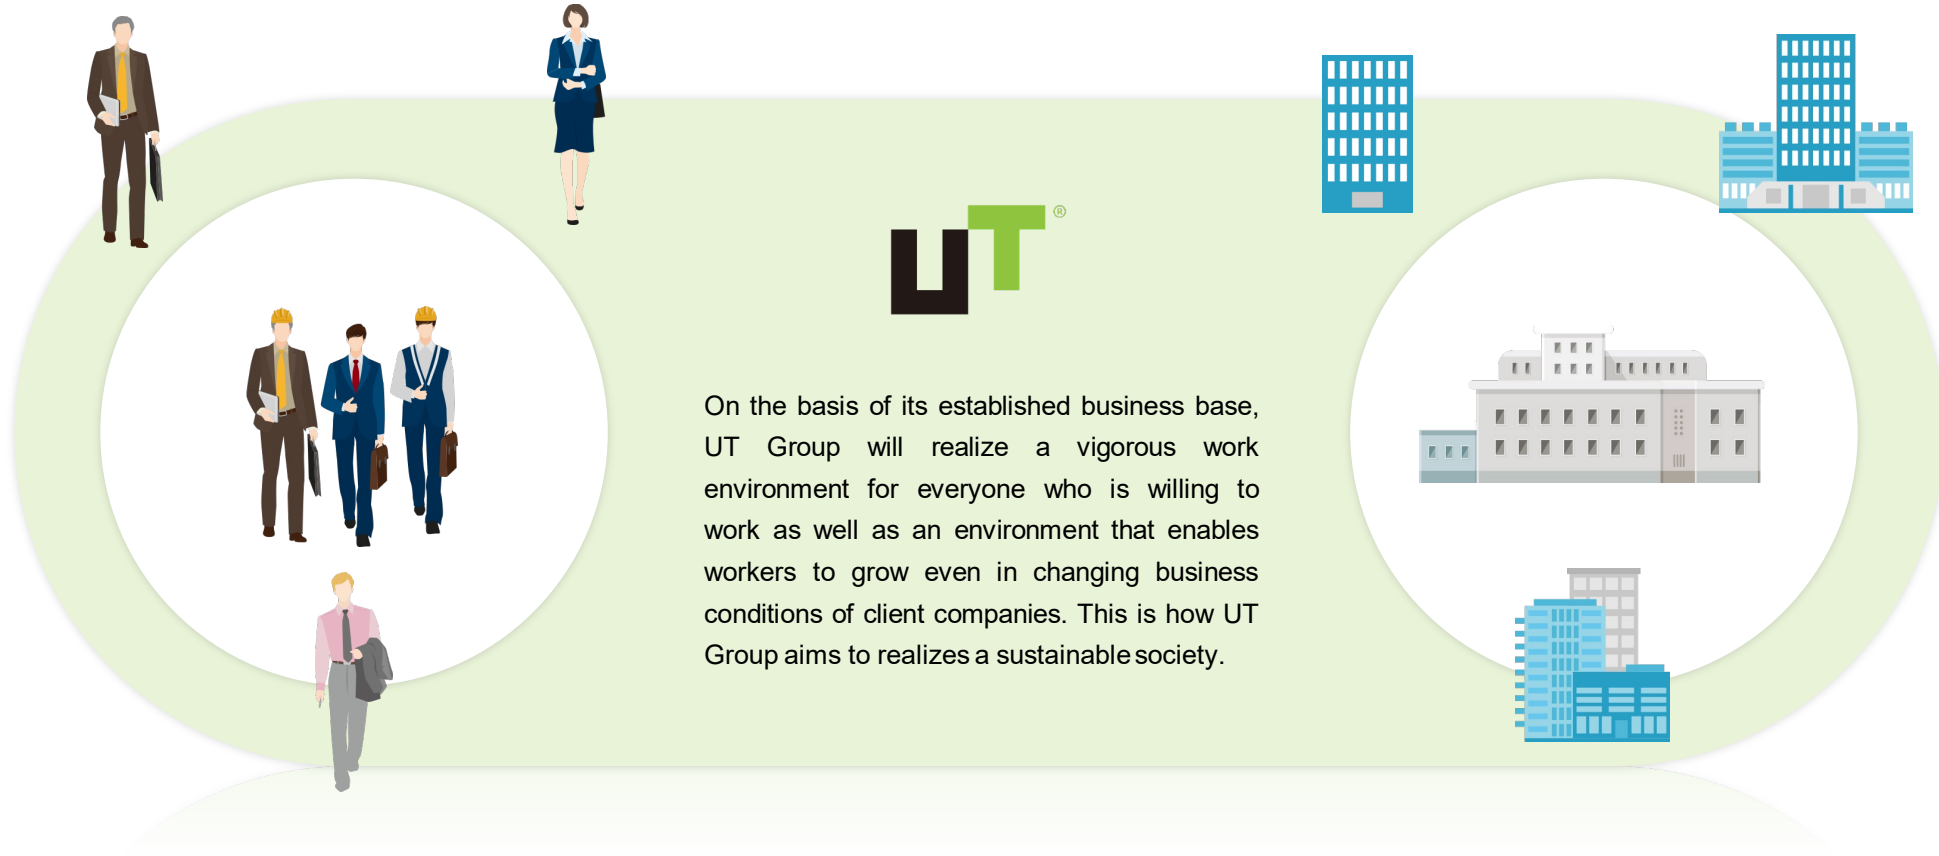 UT®
On the basis of its established business base,
UT Group will realize a vigorous work
environment for everyone who is willing to
work as well as an environment that enables
workers to grow even in changing business
conditions of client companies. This is how UT
Group aims to realizes a sustainable society.